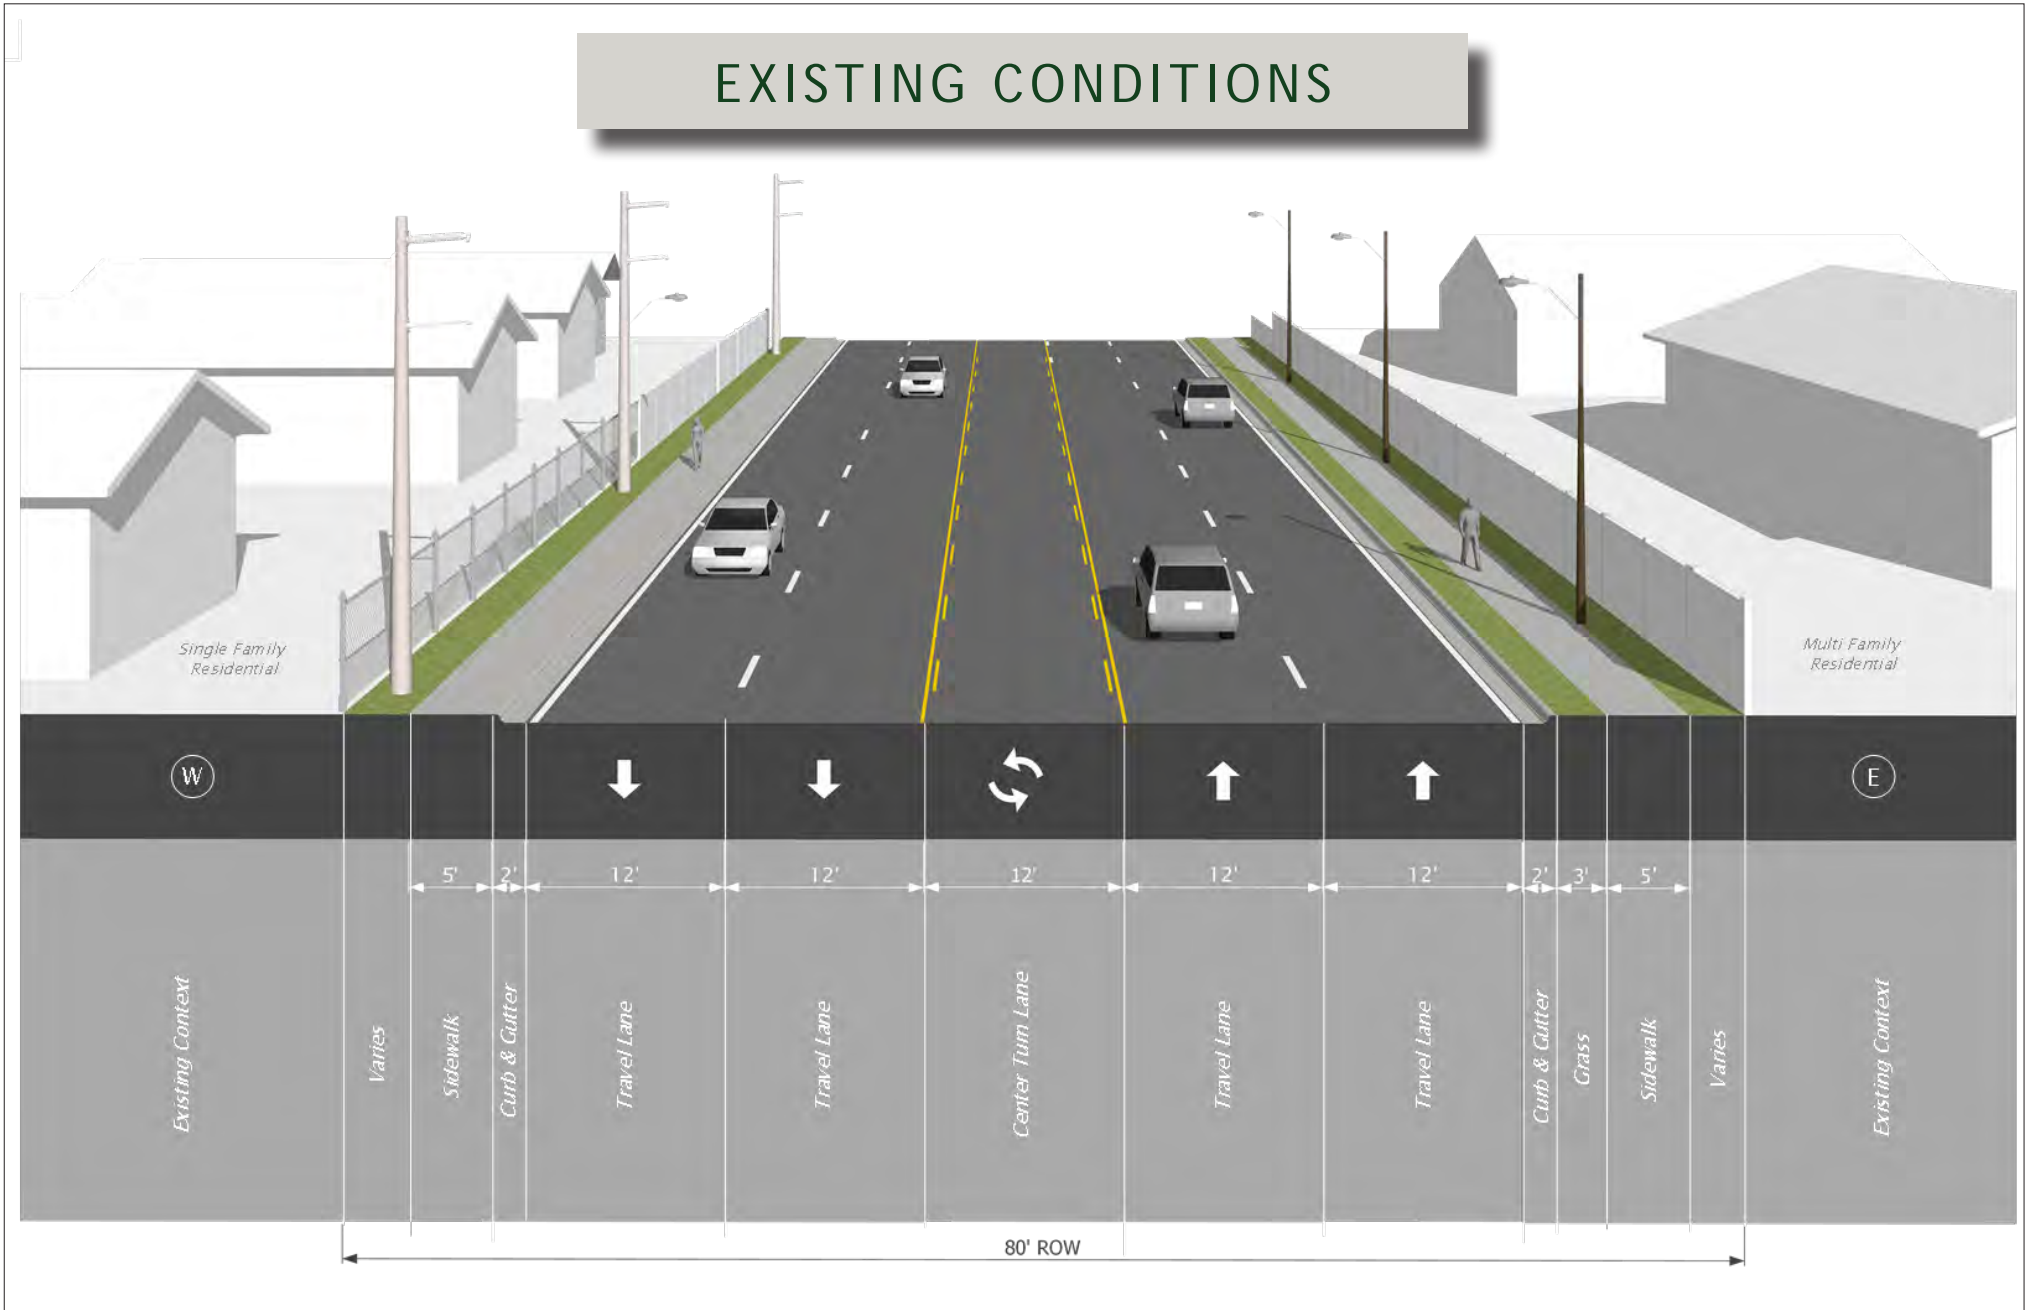 EXISTING CONDITIONS
Single Family
Residential
Multi Family
Residential
W
E
5'
2'
12'
12'
12'
12'
12'
2'
3'
5'
Existing Context
Varies
Sidewalk
Curb & Gutter
Travel Lane
Travel Lane
Center Turn Lane
Travel Lane
Travel Lane
Curb & Gutter
Grass
Sidewalk
Varies
Existing Context
80' ROW